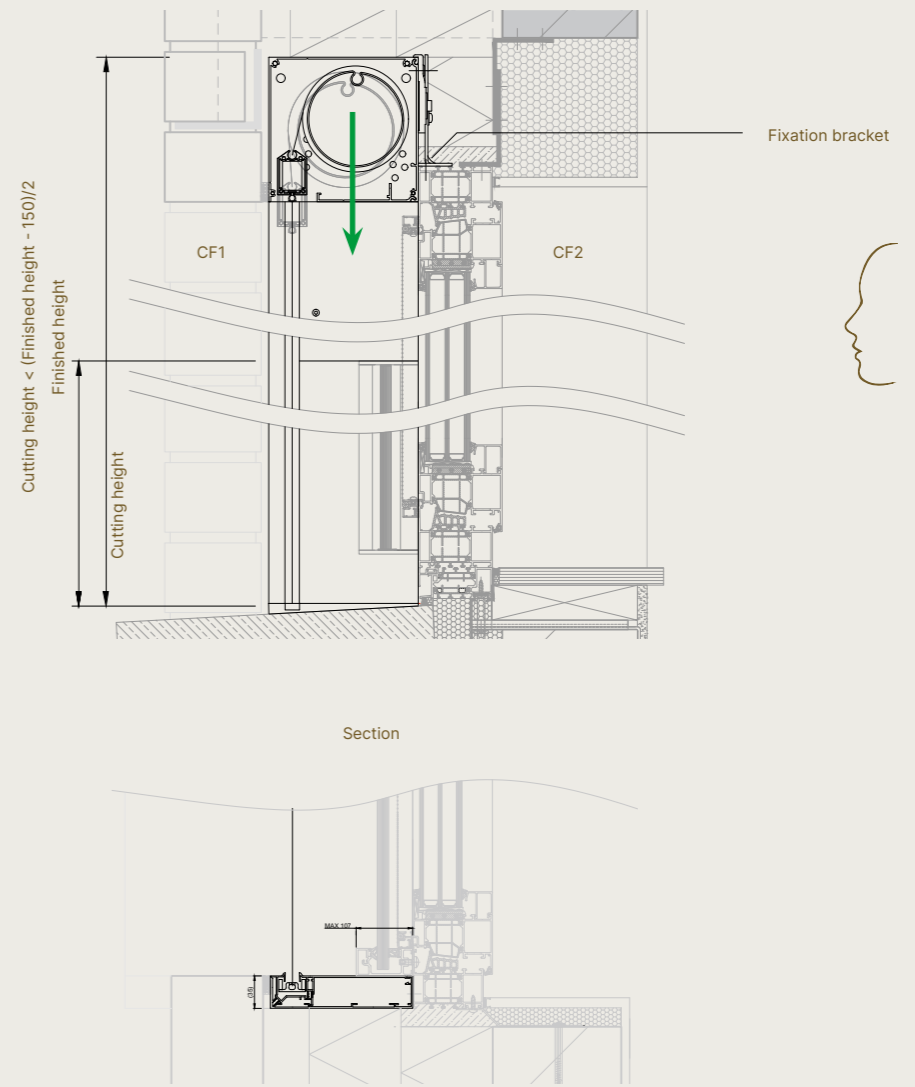 Fixation bracket
CF1
CF2
Cutting height < (Finished height - 150)/2
Finished height
Cutting height
Section
MAX 107
(35)